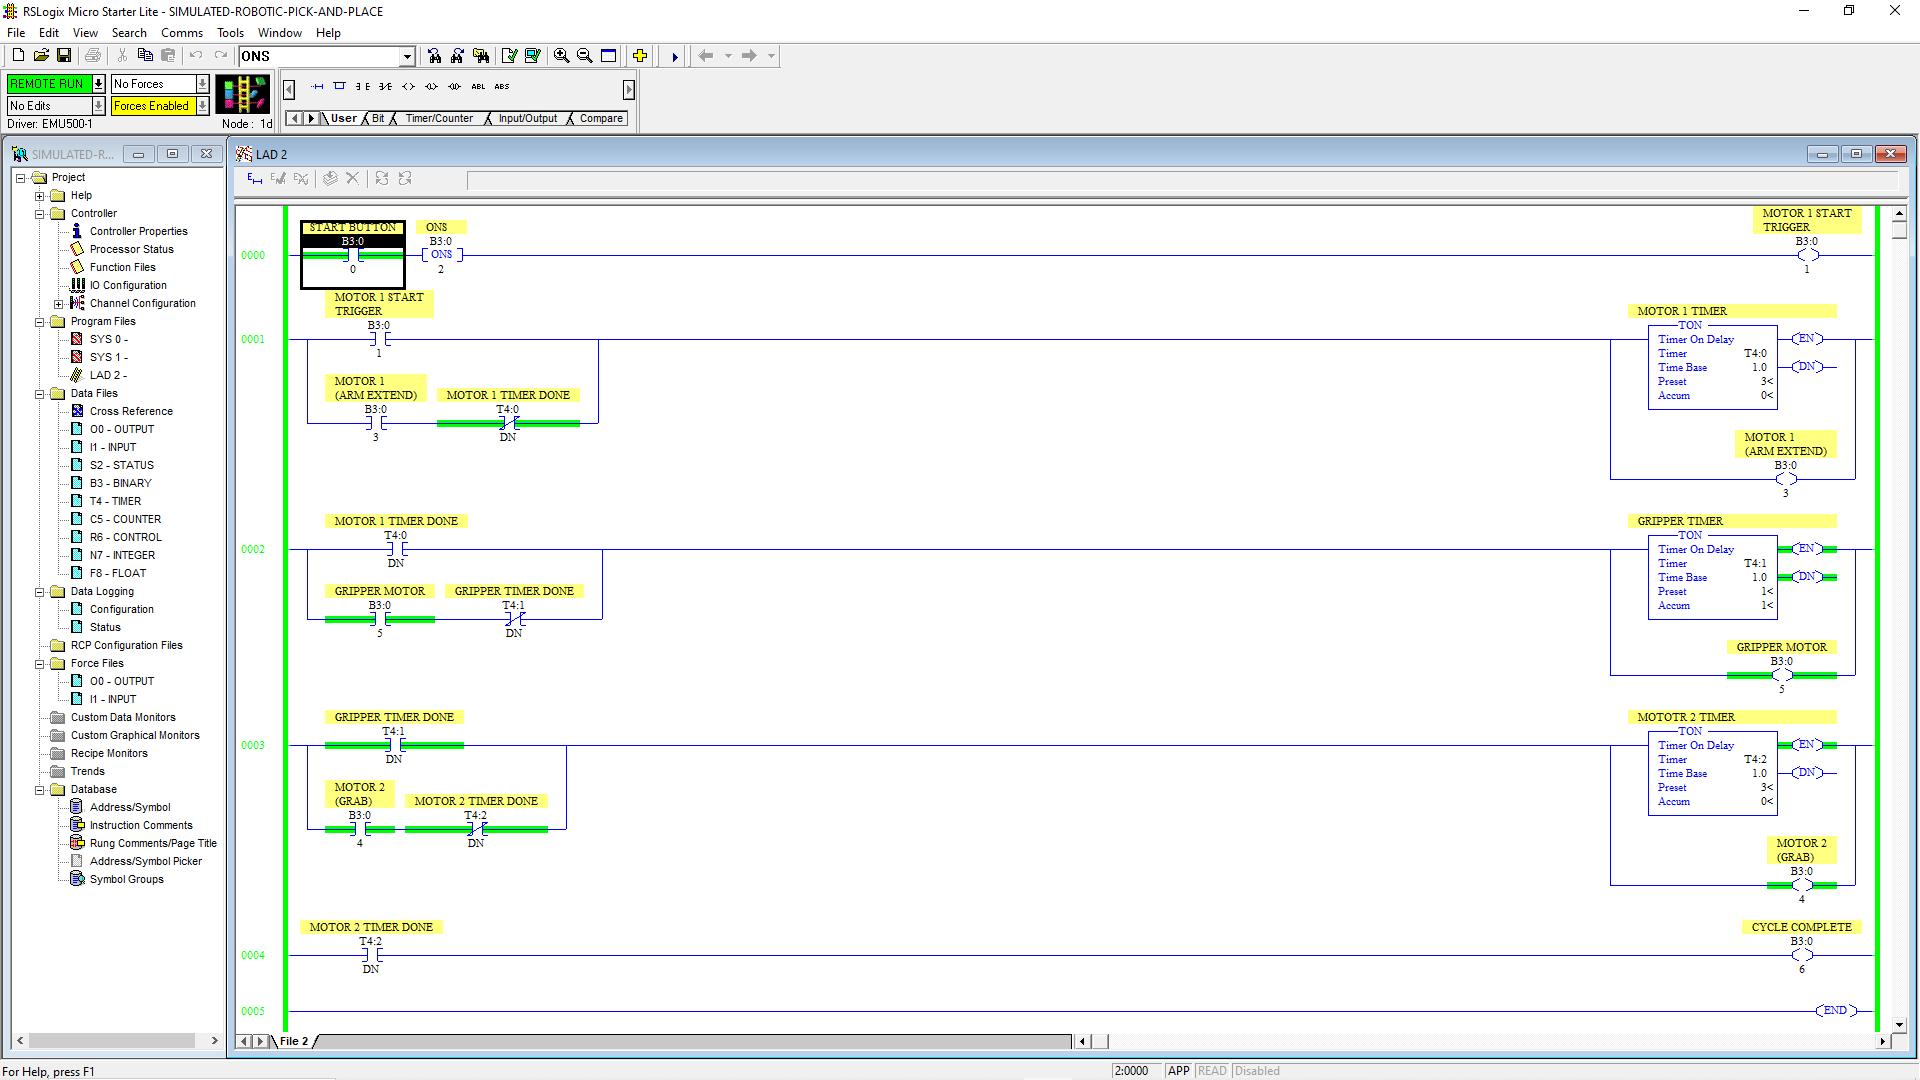 RSLogix Micro Starter Lite - SIMULATED-ROBOTIC-PICK-AND-PLACE
File Edit View Search Comms Tools Window Help
ONS
REMOTE RUN No Forces
No Edits Forces Enabled
Driver: EMU500-1 Node : 1d
ABL ABS
User Bit Timer/Counter Input/Output Compare
SIMULATED-R...
Project
Help
Controller
Controller Properties
Processor Status
Function Files
IO Configuration
Channel Configuration
Program Files
SYS 0 -
SYS 1 -
LAD 2 -
Data Files
Cross Reference
O0 - OUTPUT
I1 - INPUT
S2 - STATUS
B3 - BINARY
T4 - TIMER
C5 - COUNTER
R6 - CONTROL
N7 - INTEGER
F8 - FLOAT
Data Logging
Configuration
Status
RCP Configuration Files
Force Files
O0 - OUTPUT
I1 - INPUT
Custom Data Monitors
Custom Graphical Monitors
Recipe Monitors
Trends
Database
Address/Symbol
Instruction Comments
Rung Comments/Page Title
Address/Symbol Picker
Symbol Groups
LAD 2
0000
START BUTTON
B3:0
0
ONS
B3:0
ONS
2
MOTOR 1 START
TRIGGER
B3:0
1
0001
MOTOR 1 START
TRIGGER
B3:0
1
MOTOR 1
(ARM EXTEND)
B3:0
3
MOTOR 1 TIMER DONE
T4:0
DN
MOTOR 1 TIMER
TON
Timer On Delay
Timer T4:0
Time Base 1.0
Preset 3<
Accum 0<
EN
DN
MOTOR 1
(ARM EXTEND)
B3:0
3
0002
MOTOR 1 TIMER DONE
T4:0
DN
GRIPPER MOTOR
B3:0
5
GRIPPER TIMER DONE
T4:1
DN
GRIPPER TIMER
TON
Timer On Delay
Timer T4:1
Time Base 1.0
Preset 1<
Accum 1<
EN
DN
GRIPPER MOTOR
B3:0
5
0003
GRIPPER TIMER DONE
T4:1
DN
MOTOR 2
(GRAB)
B3:0
4
MOTOR 2 TIMER DONE
T4:2
DN
MOTOTR 2 TIMER
TON
Timer On Delay
Timer T4:2
Time Base 1.0
Preset 3<
Accum 0<
EN
DN
MOTOR 2
(GRAB)
B3:0
4
0004
MOTOR 2 TIMER DONE
T4:2
DN
CYCLE COMPLETE
B3:0
6
0005
END
File 2
For Help, press F1
2:0000 APP READ Disabled